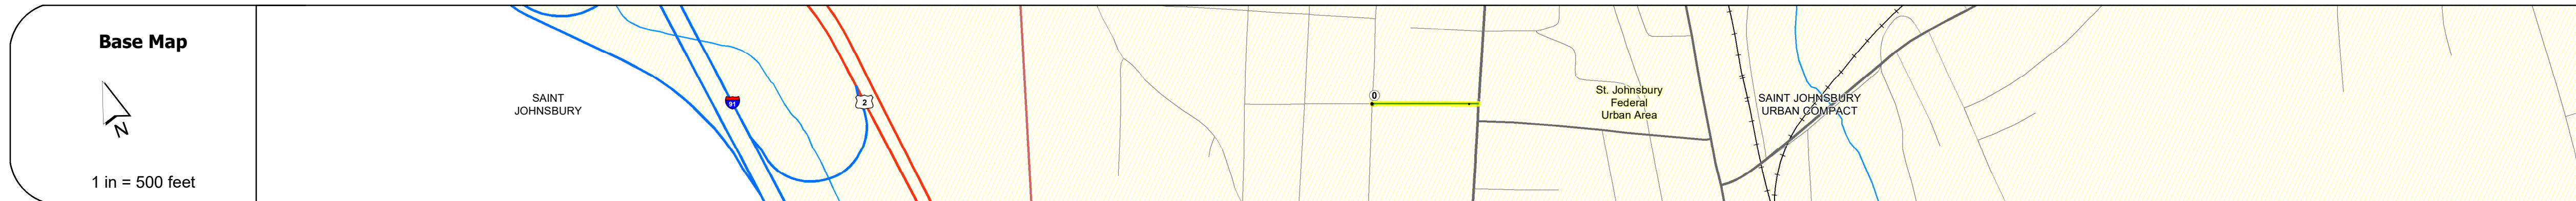 Base Map
N
1 in = 500 feet
SAINT
JOHNSBURY
91
2
0
St. Johnsbury
Federal
Urban Area
SAINT JOHNSBURY
URBAN COMPACT